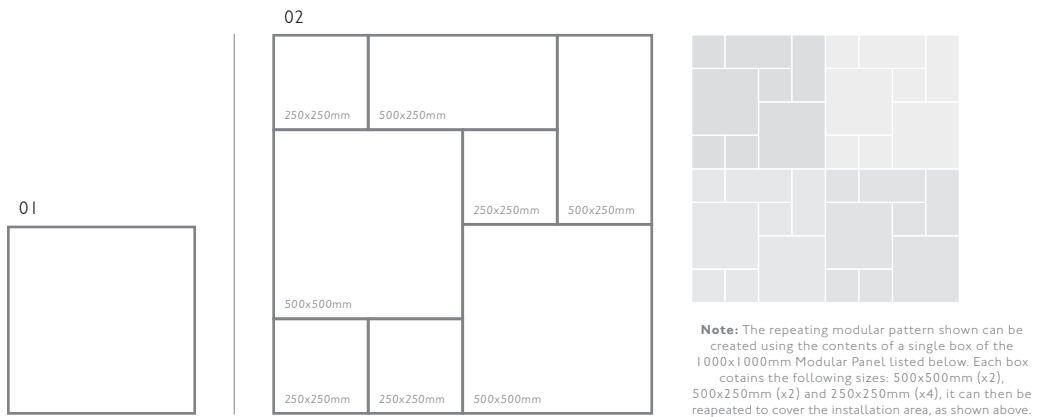 01
02
250x250mm
500x250mm
250x250mm
500x250mm
500x500mm
250x250mm
250x250mm
500x500mm
Note: The repeating modular pattern shown can be
created using the contents of a single box of the
1000x1000mm Modular Panel listed below. Each box
cotains the following sizes: 500x500mm (x2),
500x250mm (x2) and 250x250mm (x4), it can then be
reapeated to cover the installation area, as shown above.